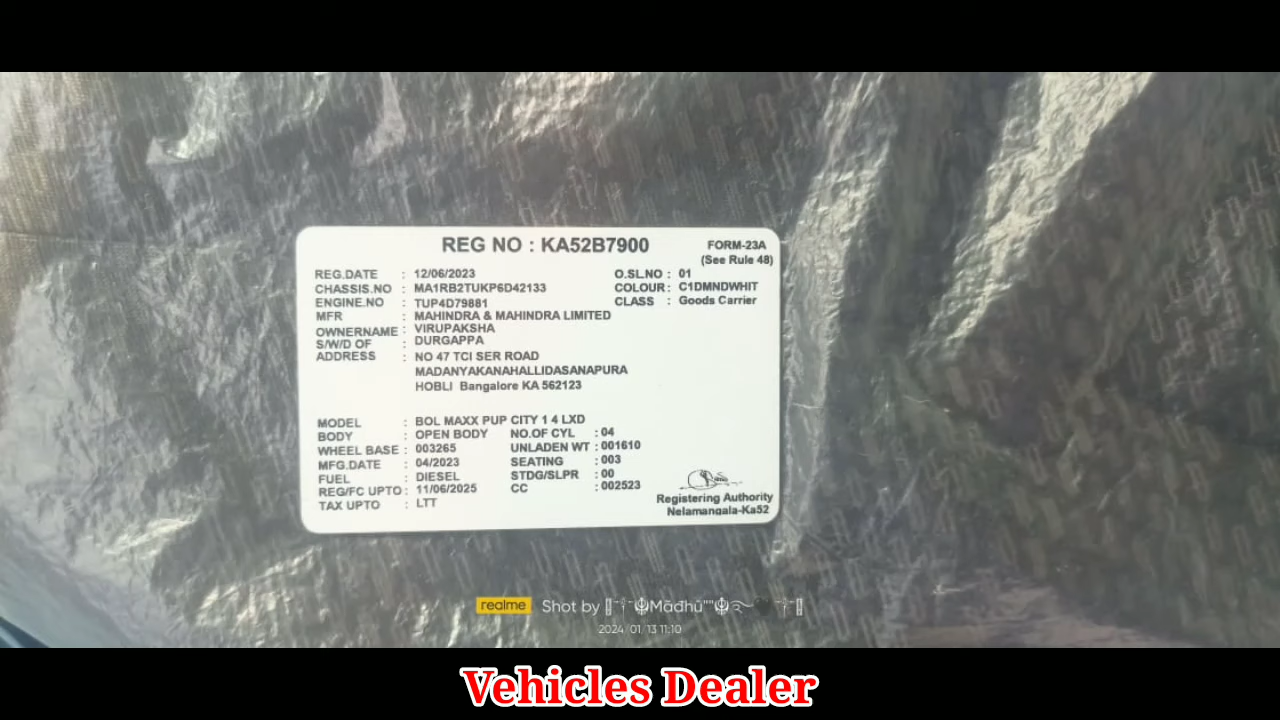 REG NO : KA52B7900
FORM-23A
(See Rule 48)
REG.DATE : 12/06/2023 O.SL.NO : 01
CHASSIS.NO : MA1RB2TUKP6D42133 COLOUR : C1DMNDWHIT
ENGINE.NO : TUP4D79881 CLASS : Goods Carrier
MFR : MAHINDRA & MAHINDRA LIMITED
OWNERNAME : VIRUPAKSHA
S/W/D OF : DURGAPPA
ADDRESS : NO 47 TCI SER ROAD
MADANYAKANAHALLIDASANAPURA
HOBLI Bangalore KA 562123
MODEL : BOL MAXX PUP CITY 1 4 LXD
BODY : OPEN BODY NO.OF CYL : 04
WHEEL BASE : 003265 UNLADEN WT : 001610
MFG.DATE : 04/2023 SEATING : 003
FUEL : DIESEL STDG/SLPR : 00
REG/FC UPTO : 11/06/2025 CC : 002523
TAX UPTO : LTT
Registering Authority
Nelamangala-Ka52
realme Shot by Mādhū
2024/01/13 11:10
Vehicles Dealer